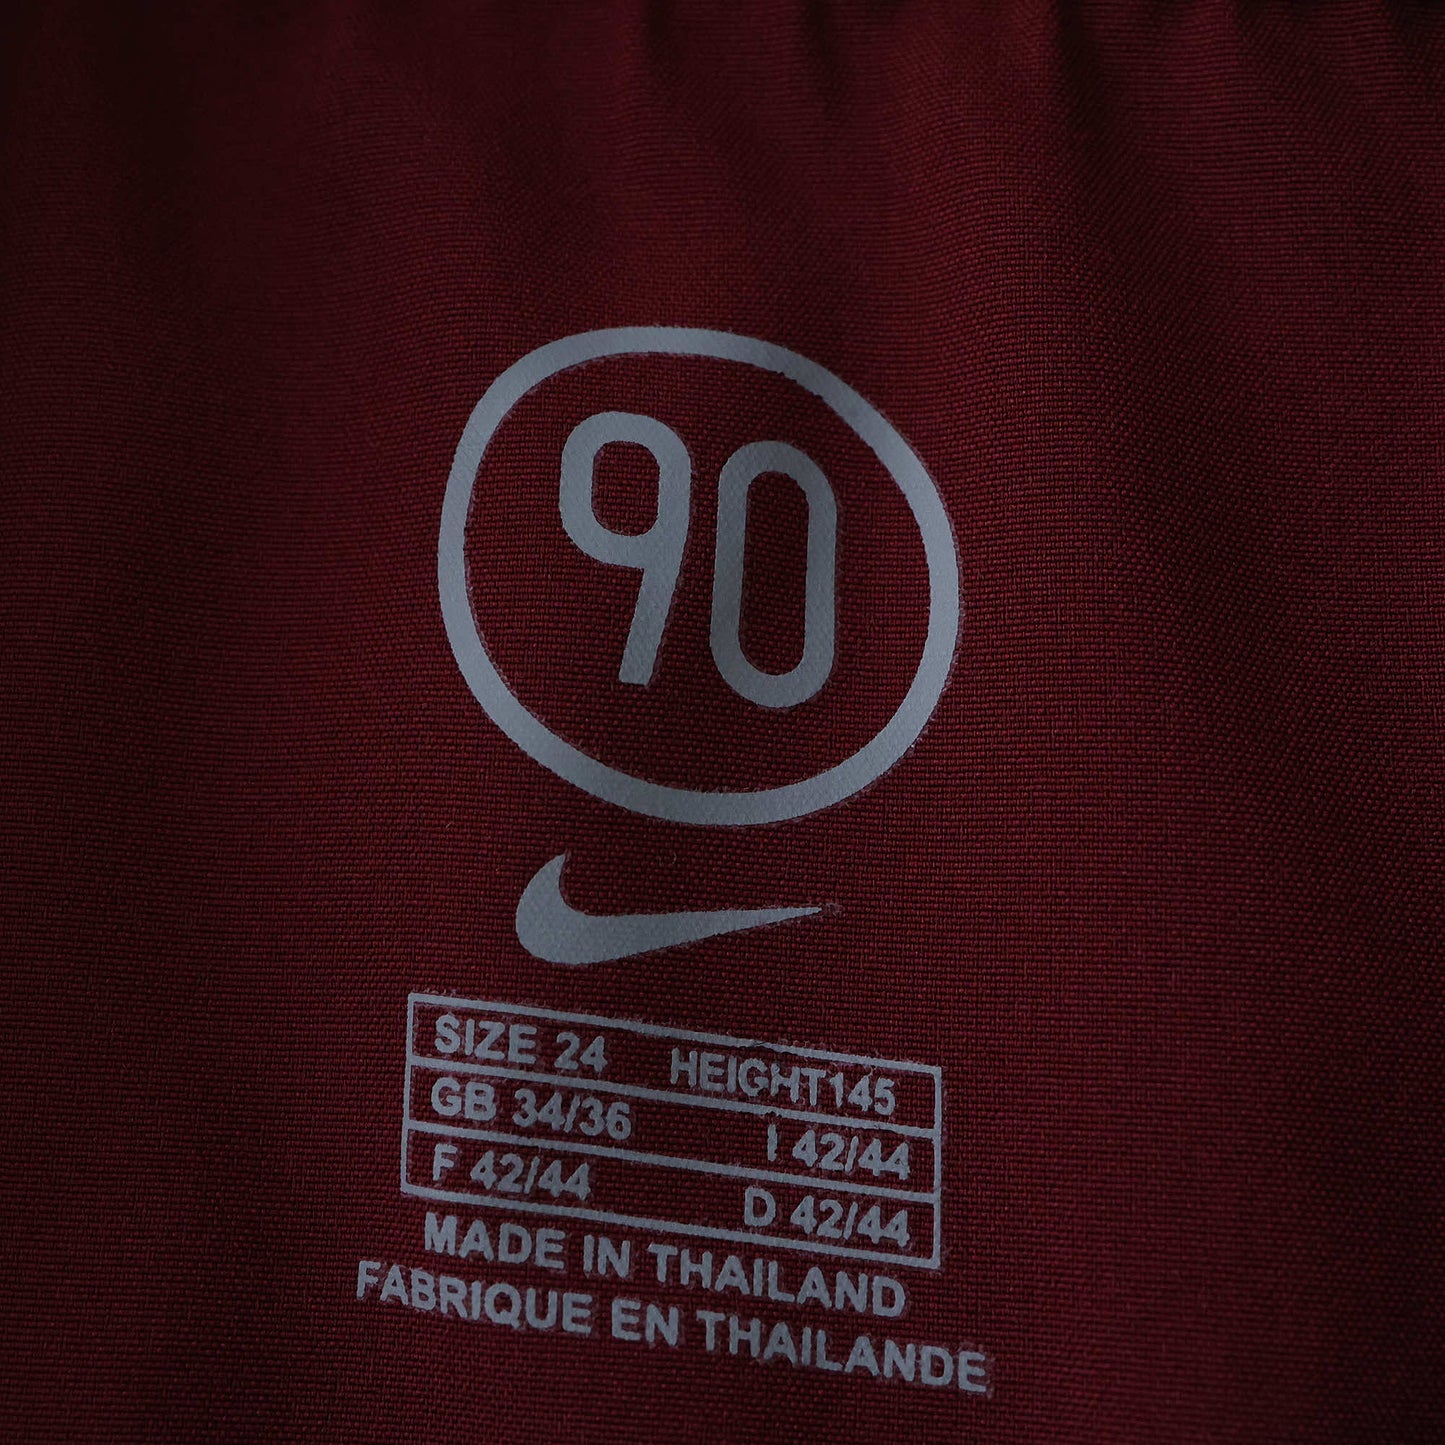 90
SIZE 24 HEIGHT145
GB 34/36 I 42/44
F 42/44 D 42/44
MADE IN THAILAND
FABRIQUE EN THAILANDE